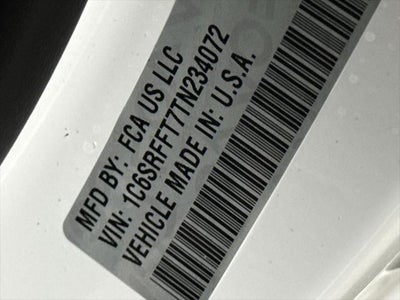 MFD BY: FCA US LLC
VIN: 1C6SRFFT7TN234072
VEHICLE MADE IN: U.S.A.